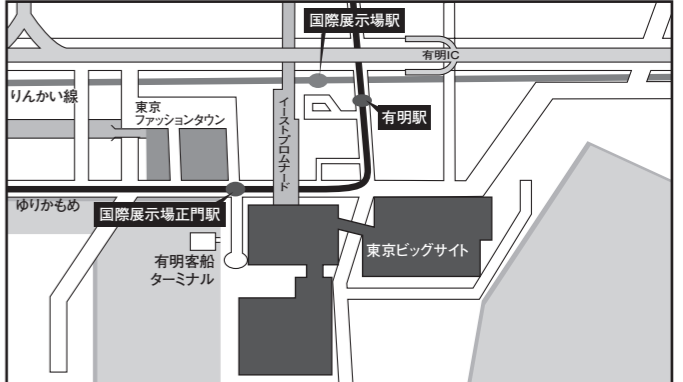 国際展示場駅
有明IC
りんかい線
東京
ファッションタウン
イーストプロムナード
有明駅
ゆりかもめ
国際展示場正門駅
有明客船
ターミナル
東京ビッグサイト